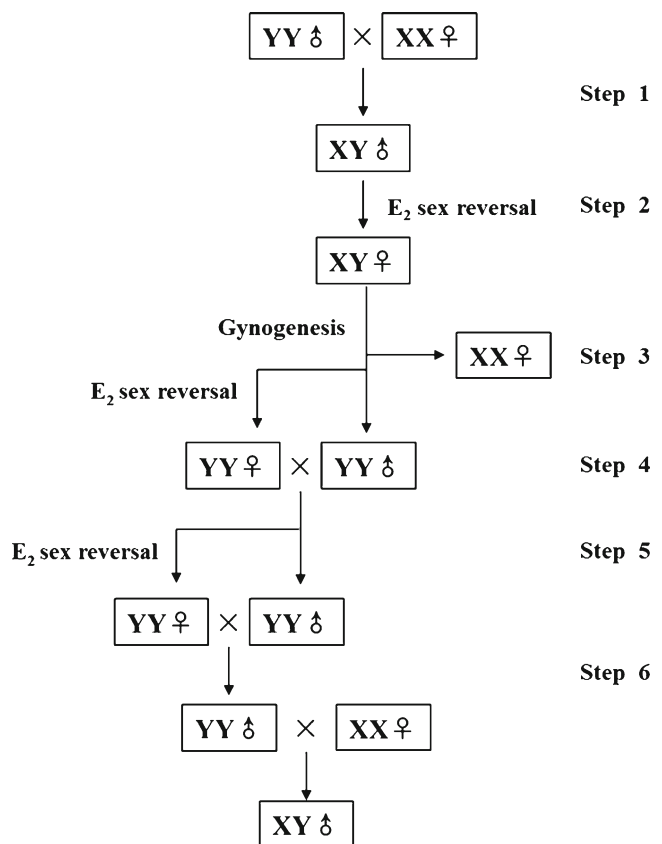 YY♂ × XX♀
Step 1
XY♂
E₂ sex reversal
Step 2
XY♀
Gynogenesis
XX♀
Step 3
E₂ sex reversal
YY♀ × YY♂
Step 4
E₂ sex reversal
Step 5
YY♀ × YY♂
Step 6
YY♂ × XX♀
XY♂